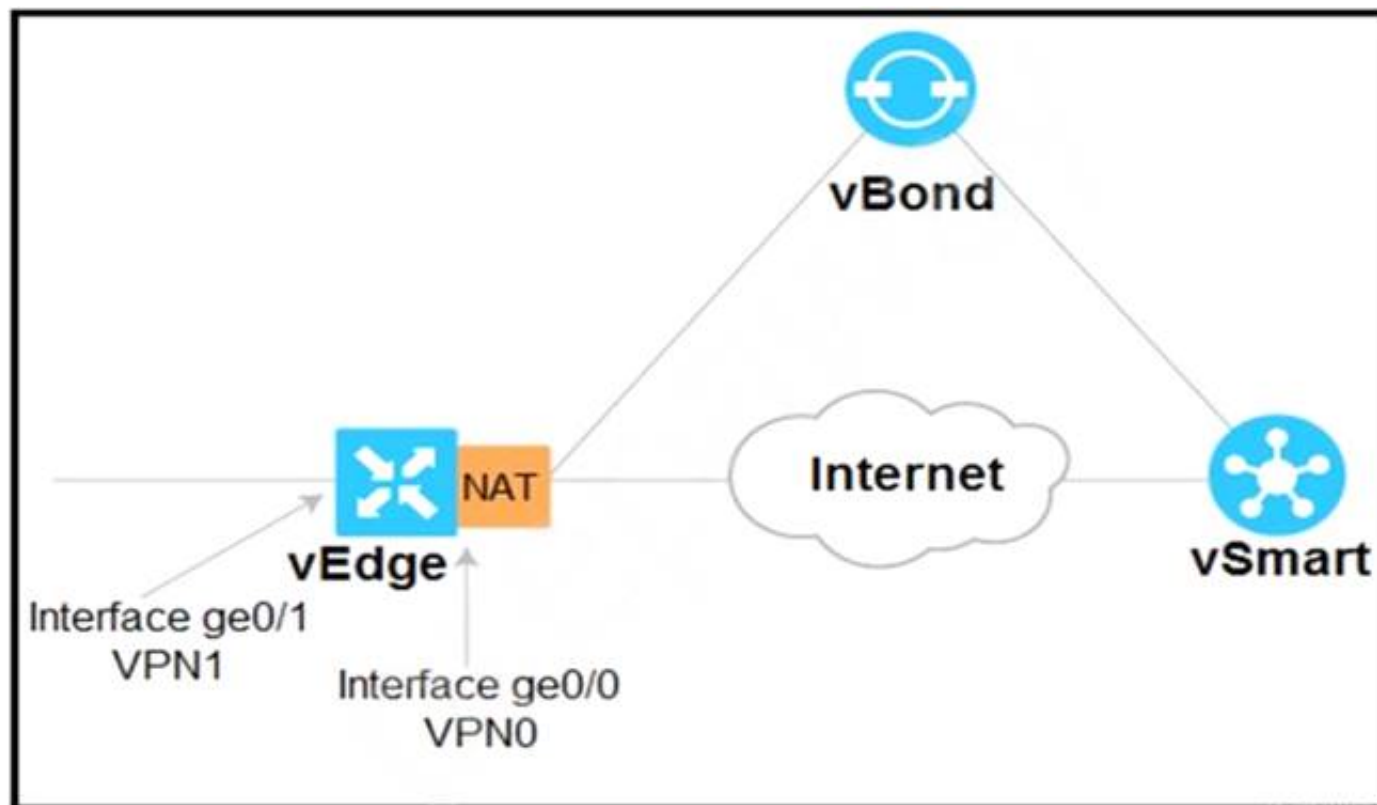 vBond
NAT
Internet
vEdge
vSmart
Interface ge0/1
VPN1
Interface ge0/0
VPN0